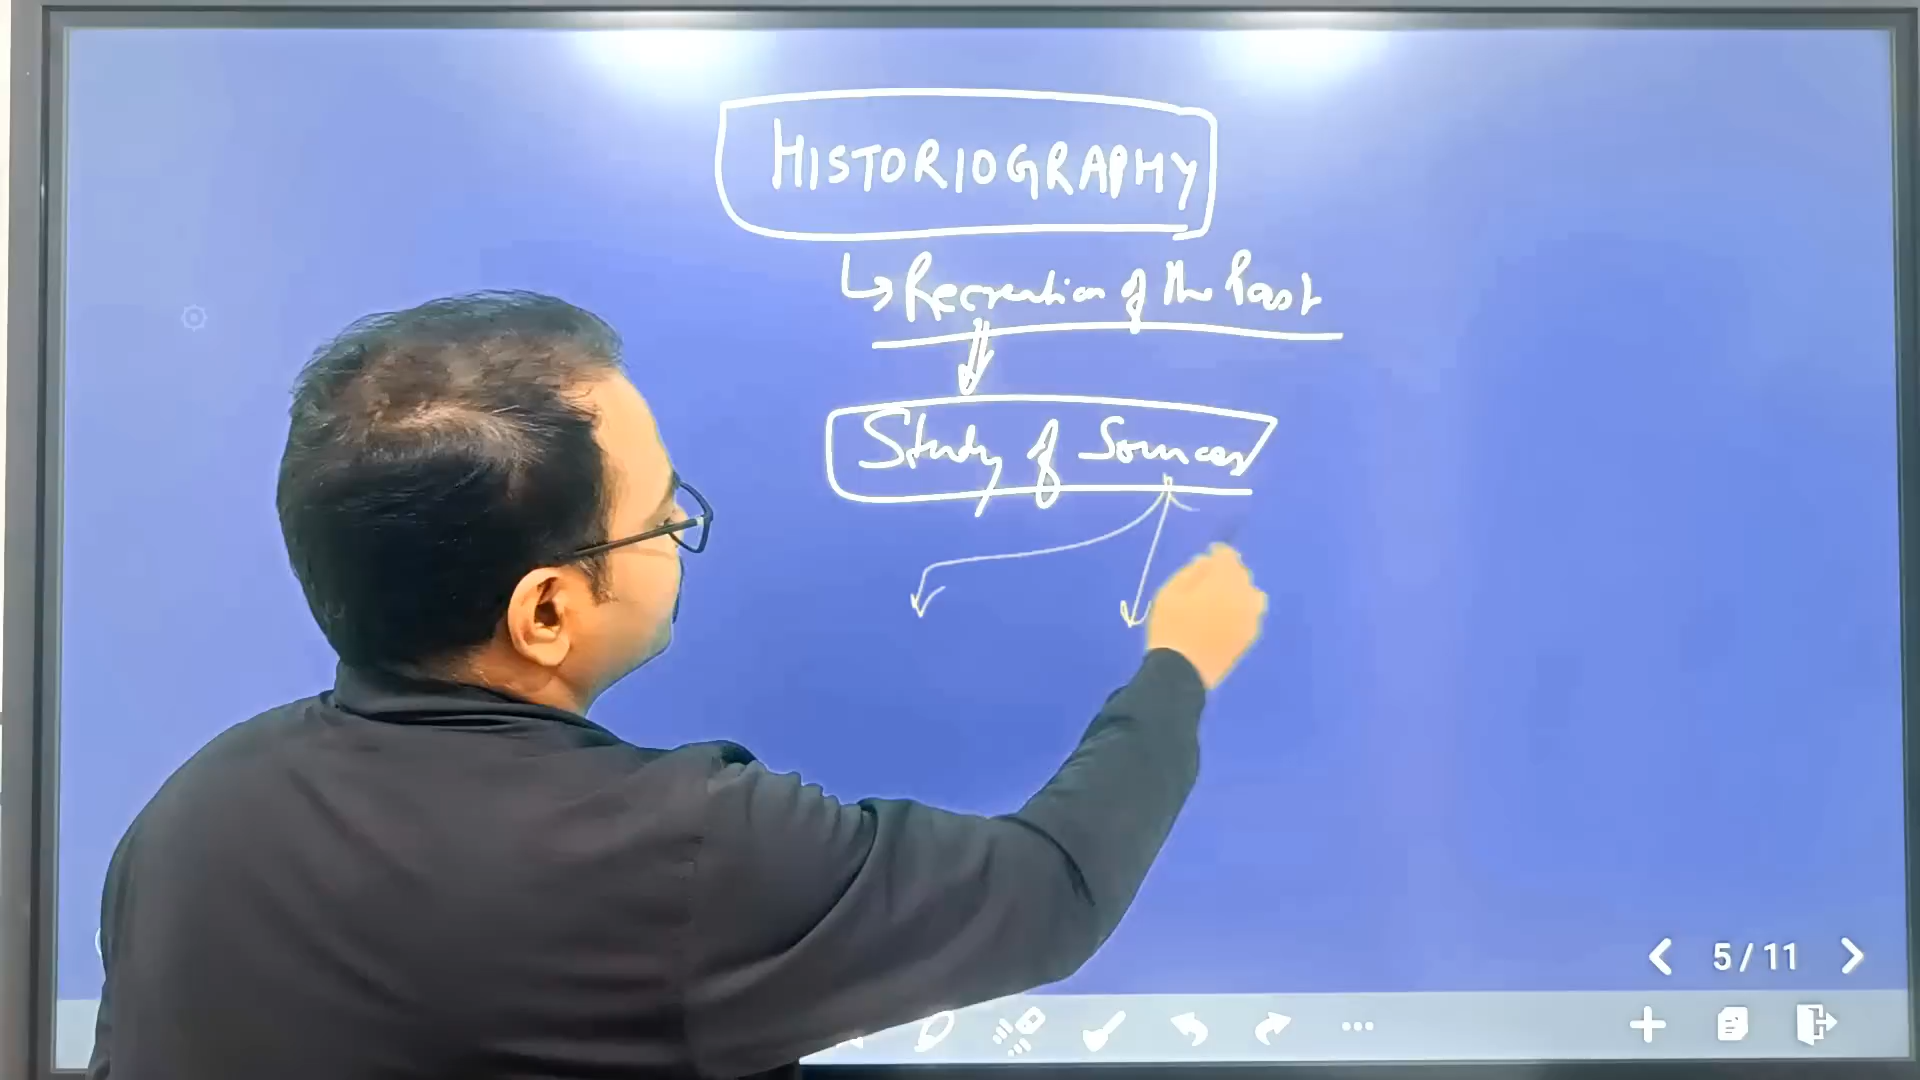 HISTORIOGRAPHY
↳ Recreation of the Past
Study of Sources
5/11